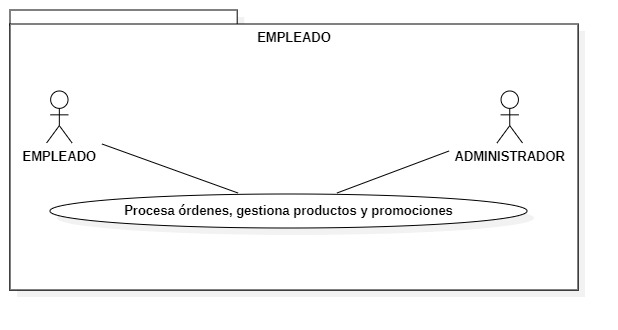 EMPLEADO
EMPLEADO
ADMINISTRADOR
Procesa órdenes, gestiona productos y promociones